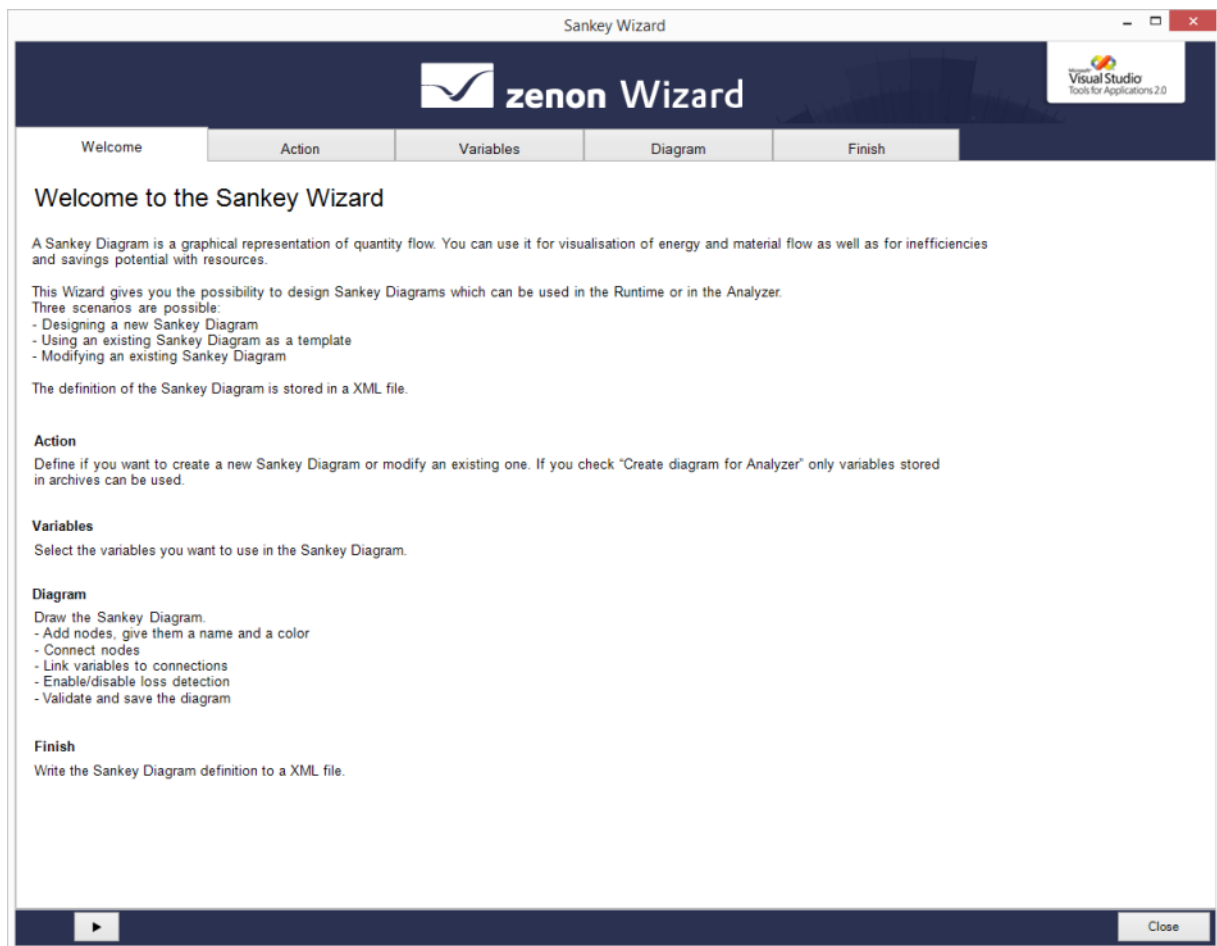 Sankey Wizard
zenon Wizard
Microsoft
Visual Studio
Tools for Applications 2.0
Welcome
Action
Variables
Diagram
Finish
Welcome to the Sankey Wizard
A Sankey Diagram is a graphical representation of quantity flow. You can use it for visualisation of energy and material flow as well as for inefficiencies
and savings potential with resources.
This Wizard gives you the possibility to design Sankey Diagrams which can be used in the Runtime or in the Analyzer.
Three scenarios are possible:
- Designing a new Sankey Diagram
- Using an existing Sankey Diagram as a template
- Modifying an existing Sankey Diagram
The definition of the Sankey Diagram is stored in a XML file.
Action
Define if you want to create a new Sankey Diagram or modify an existing one. If you check “Create diagram for Analyzer” only variables stored
in archives can be used.
Variables
Select the variables you want to use in the Sankey Diagram.
Diagram
Draw the Sankey Diagram.
- Add nodes, give them a name and a color
- Connect nodes
- Link variables to connections
- Enable/disable loss detection
- Validate and save the diagram
Finish
Write the Sankey Diagram definition to a XML file.
Close